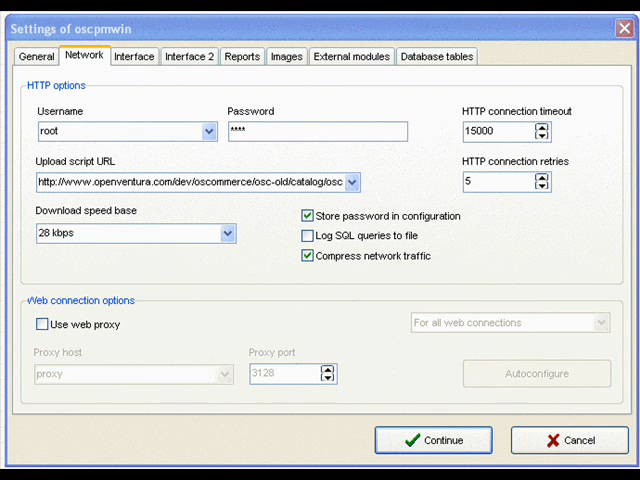 Settings of oscpmwin
General Network Interface Interface 2 Reports Images External modules Database tables
HTTP options
Username Password HTTP connection timeout
root **** 15000
Upload script URL HTTP connection retries
http://www.openventura.com/dev/oscommerce/osc-old/catalog/osc 5
Download speed base
28 kbps
Store password in configuration
Log SQL queries to file
Compress network traffic
Web connection options
Use web proxy For all web connections
Proxy host Proxy port
proxy 3128 Autoconfigure
Continue Cancel